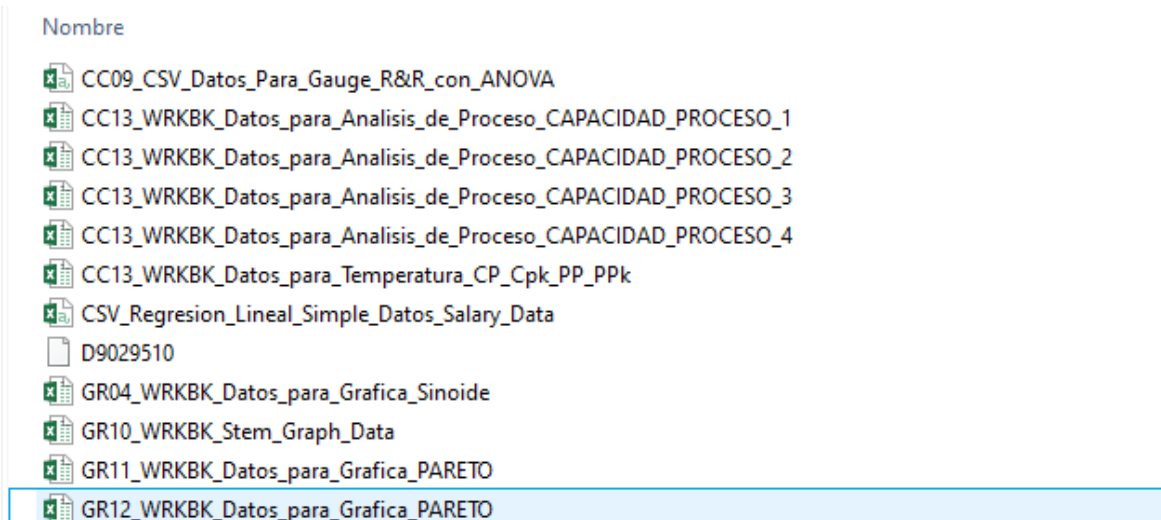 Nombre
CC09_CSV_Datos_Para_Gauge_R&R_con_ANOVA
CC13_WRKBK_Datos_para_Analisis_de_Proceso_CAPACIDAD_PROCESO_1
CC13_WRKBK_Datos_para_Analisis_de_Proceso_CAPACIDAD_PROCESO_2
CC13_WRKBK_Datos_para_Analisis_de_Proceso_CAPACIDAD_PROCESO_3
CC13_WRKBK_Datos_para_Analisis_de_Proceso_CAPACIDAD_PROCESO_4
CC13_WRKBK_Datos_para_Temperatura_CP_Cpk_PP_PPk
CSV_Regresion_Lineal_Simple_Datos_Salary_Data
D9029510
GR04_WRKBK_Datos_para_Grafica_Sinoide
GR10_WRKBK_Stem_Graph_Data
GR11_WRKBK_Datos_para_Grafica_PARETO
GR12_WRKBK_Datos_para_Grafica_PARETO